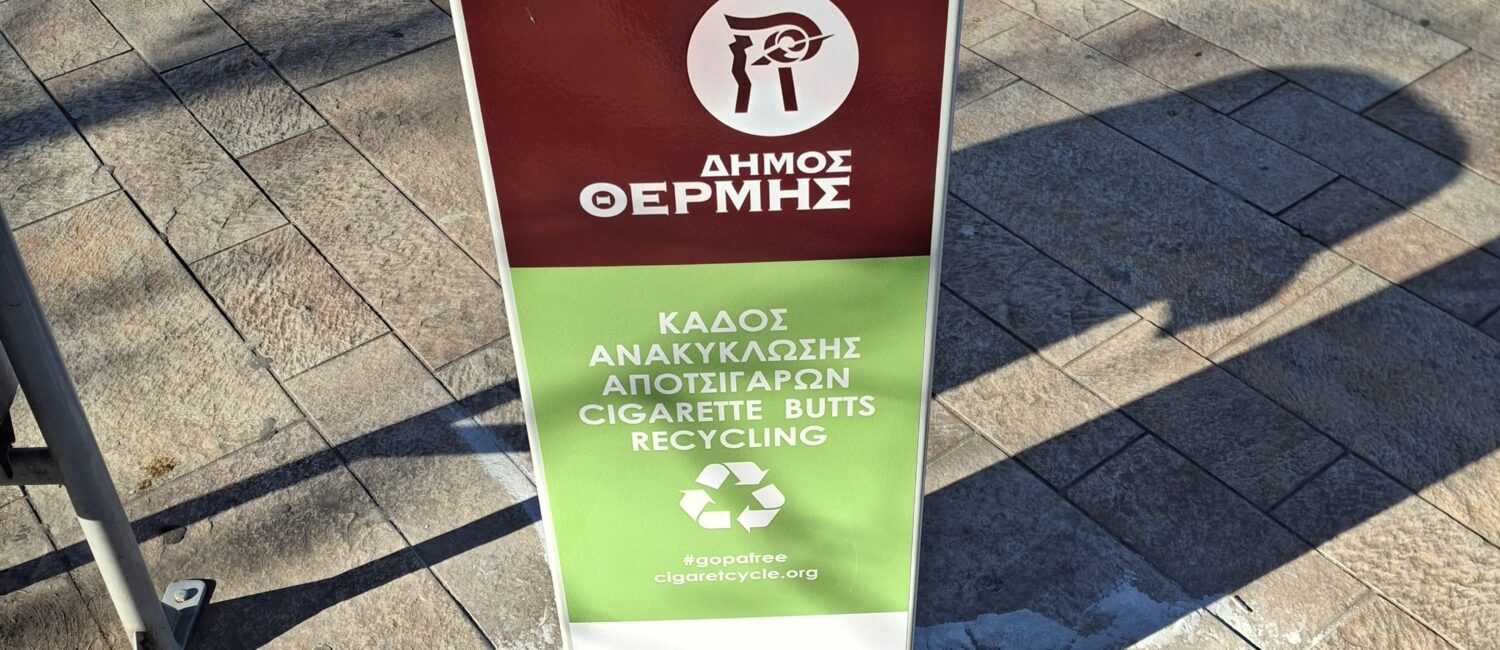 ΔΗΜΟΣ
ΘΕΡΜΗΣ
ΚΑΔΟΣ
ΑΝΑΚΥΚΛΩΣΗΣ
ΑΠΟΤΣΙΓΑΡΩΝ
CIGARETTE BUTTS
RECYCLING
#gopafree
cigaretcycle.org